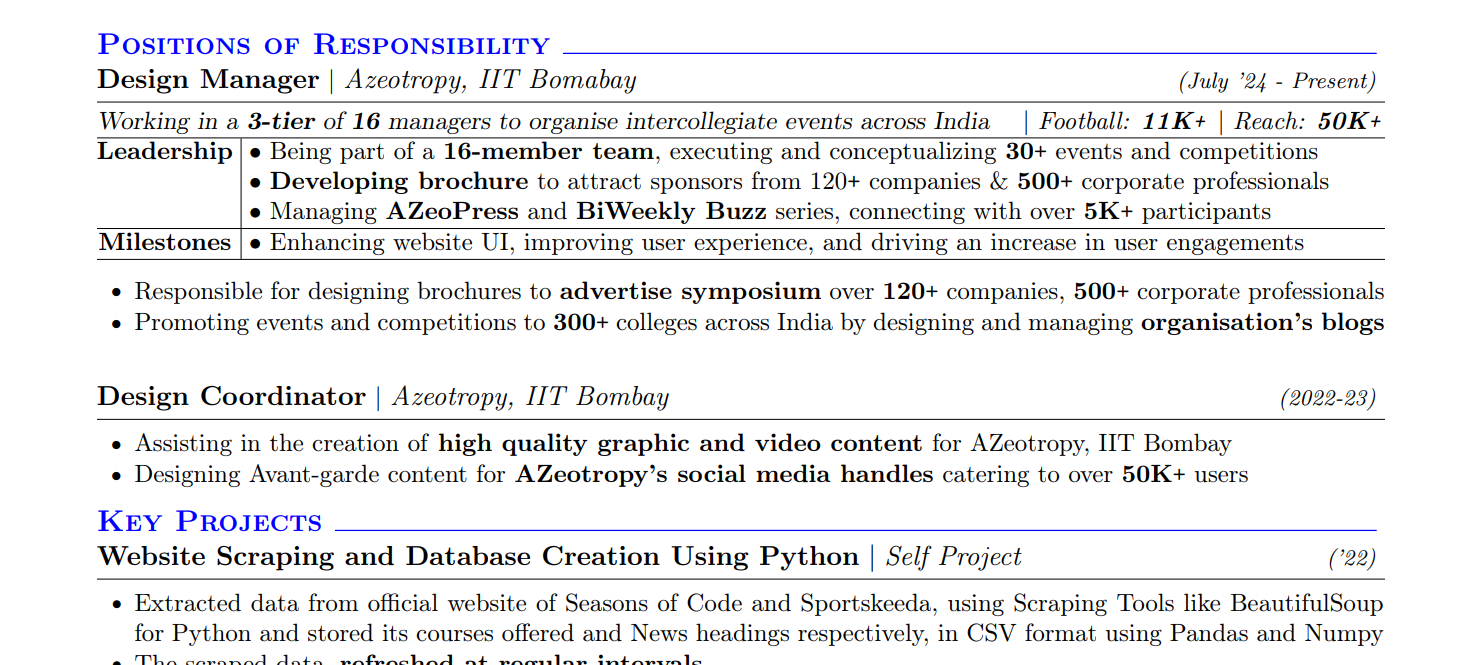 Positions of Responsibility
Design Manager | Azeotropy, IIT Bomabay (July '24 - Present)
Working in a 3-tier of 16 managers to organise intercollegiate events across India | Football: 11K+ | Reach: 50K+
Leadership • Being part of a 16-member team, executing and conceptualizing 30+ events and competitions
• Developing brochure to attract sponsors from 120+ companies & 500+ corporate professionals
• Managing AZeoPress and BiWeekly Buzz series, connecting with over 5K+ participants
Milestones • Enhancing website UI, improving user experience, and driving an increase in user engagements
• Responsible for designing brochures to advertise symposium over 120+ companies, 500+ corporate professionals
• Promoting events and competitions to 300+ colleges across India by designing and managing organisation's blogs
Design Coordinator | Azeotropy, IIT Bombay (2022-23)
• Assisting in the creation of high quality graphic and video content for AZeotropy, IIT Bombay
• Designing Avant-garde content for AZeotropy's social media handles catering to over 50K+ users
Key Projects
Website Scraping and Database Creation Using Python | Self Project ('22)
• Extracted data from official website of Seasons of Code and Sportskeeda, using Scraping Tools like BeautifulSoup
for Python and stored its courses offered and News headings respectively, in CSV format using Pandas and Numpy
• The scraped data, refreshed at regular intervals